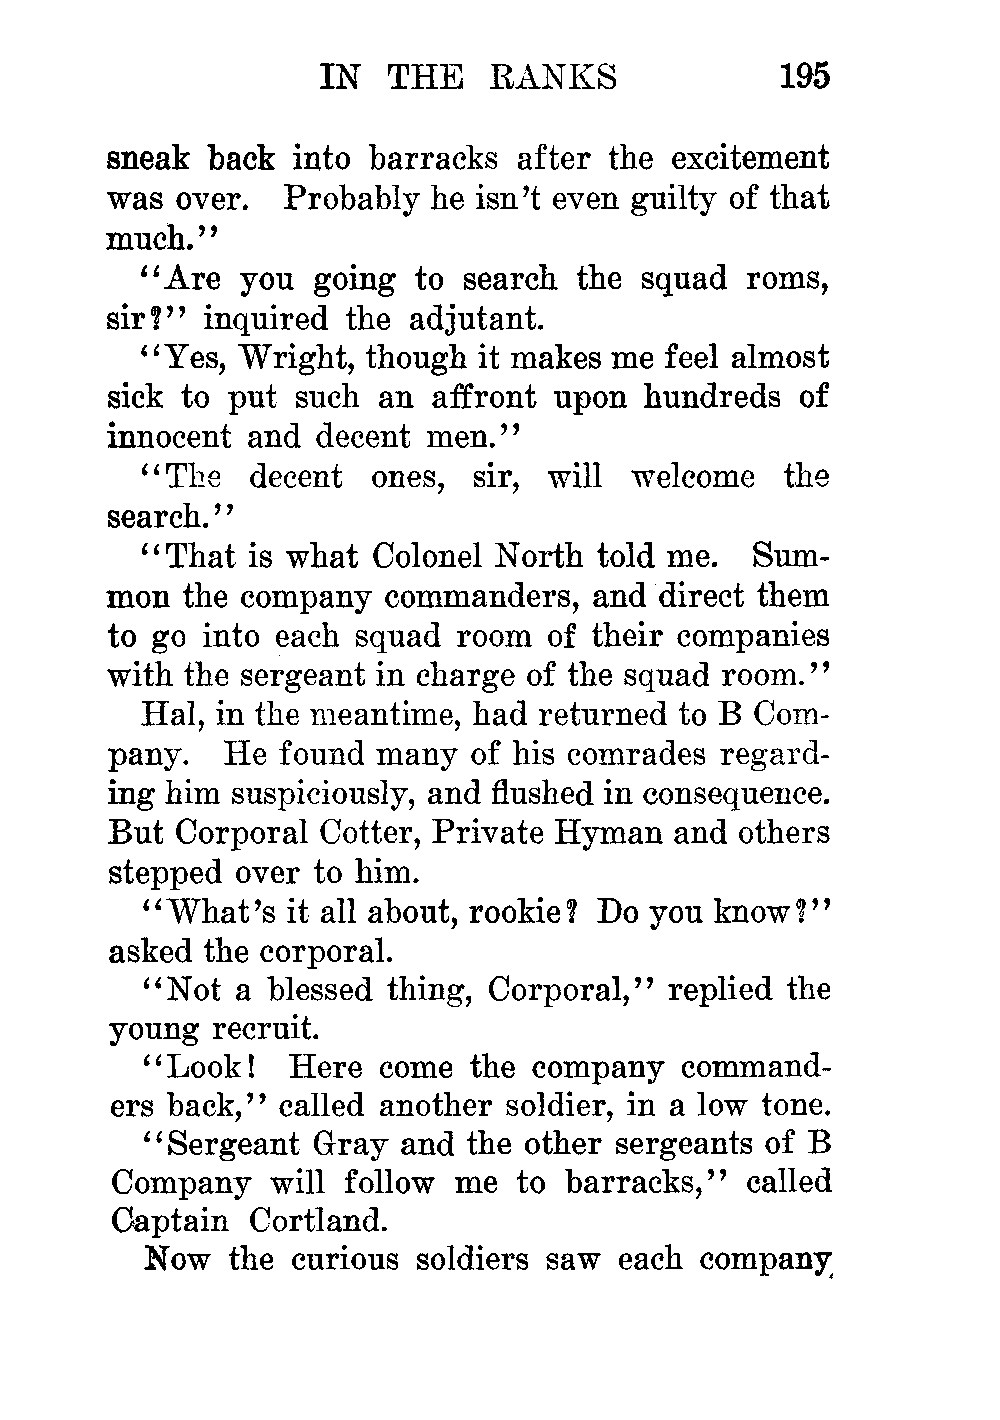 IN THE RANKS 195
sneak back into barracks after the excitement
was over. Probably he isn't even guilty of that
much."
"Are you going to search the squad roms,
sir?" inquired the adjutant.
"Yes, Wright, though it makes me feel almost
sick to put such an affront upon hundreds of
innocent and decent men."
"The decent ones, sir, will welcome the
search."
"That is what Colonel North told me. Sum-
mon the company commanders, and direct them
to go into each squad room of their companies
with the sergeant in charge of the squad room."
Hal, in the meantime, had returned to B Com-
pany. He found many of his comrades regard-
ing him suspiciously, and flushed in consequence.
But Corporal Cotter, Private Hyman and others
stepped over to him.
"What's it all about, rookie? Do you know?"
asked the corporal.
"Not a blessed thing, Corporal," replied the
young recruit.
"Look! Here come the company command-
ers back," called another soldier, in a low tone.
"Sergeant Gray and the other sergeants of B
Company will follow me to barracks," called
Captain Cortland.
Now the curious soldiers saw each company